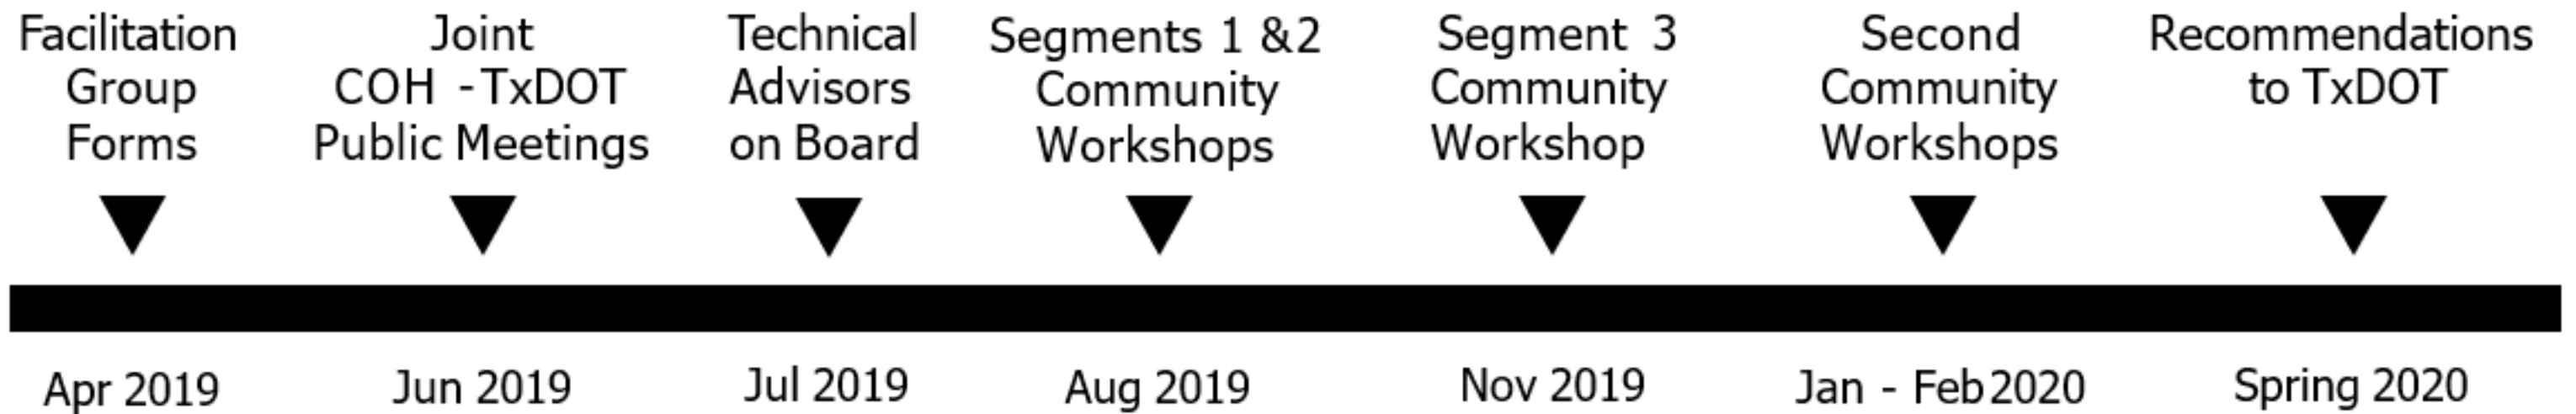 Facilitation
Group
Forms
Joint
COH - TxDOT
Public Meetings
Technical
Advisors
on Board
Segments 1 &2
Community
Workshops
Segment 3
Community
Workshop
Second
Community
Workshops
Recommendations
to TxDOT
Apr 2019
Jun 2019
Jul 2019
Aug 2019
Nov 2019
Jan - Feb 2020
Spring 2020